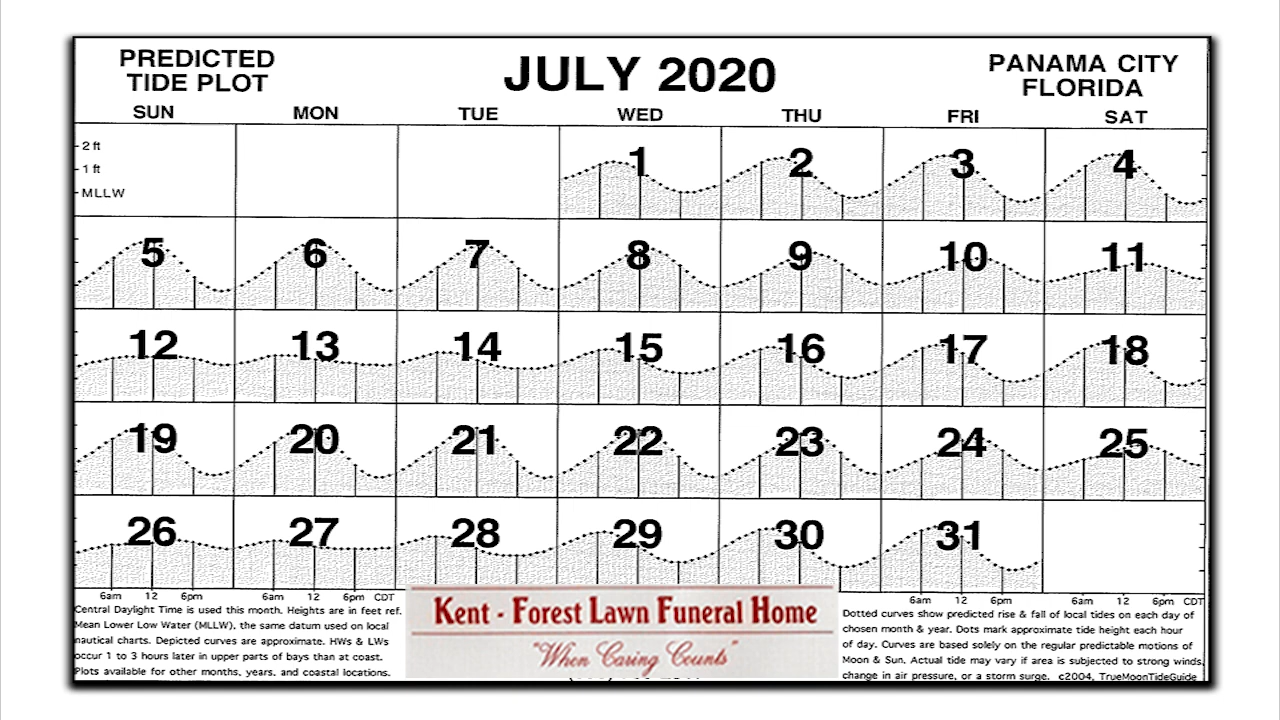 PREDICTED
TIDE PLOT
JULY 2020
PANAMA CITY
FLORIDA
SUN MON TUE WED THU FRI SAT
2 ft
1 ft
MLLW
1 2 3 4
5 6 7 8 9 10 11
12 13 14 15 16 17 18
19 20 21 22 23 24 25
26 27 28 29 30 31
6am 12 6pm 6am 12 6pm CDT
6am 12 6pm 6am 12 6pm CDT
Central Daylight Time is used this month. Heights are in feet ref.
Mean Lower Low Water (MLLW), the same datum used on local
nautical charts. Depicted curves are approximate. HWs & LWs
occur 1 to 3 hours later in upper parts of bays than at coast.
Plots available for other months, years, and coastal locations.
Kent - Forest Lawn Funeral Home
"When Caring Counts"
Dotted curves show predicted rise & fall of local tides on each day of
chosen month & year. Dots mark approximate tide height each hour
of day. Curves are based solely on the regular predictable motions of
Moon & Sun. Actual tide may vary if area is subjected to strong winds,
change in air pressure, or a storm surge. c2004, TrueMoonTideGuide